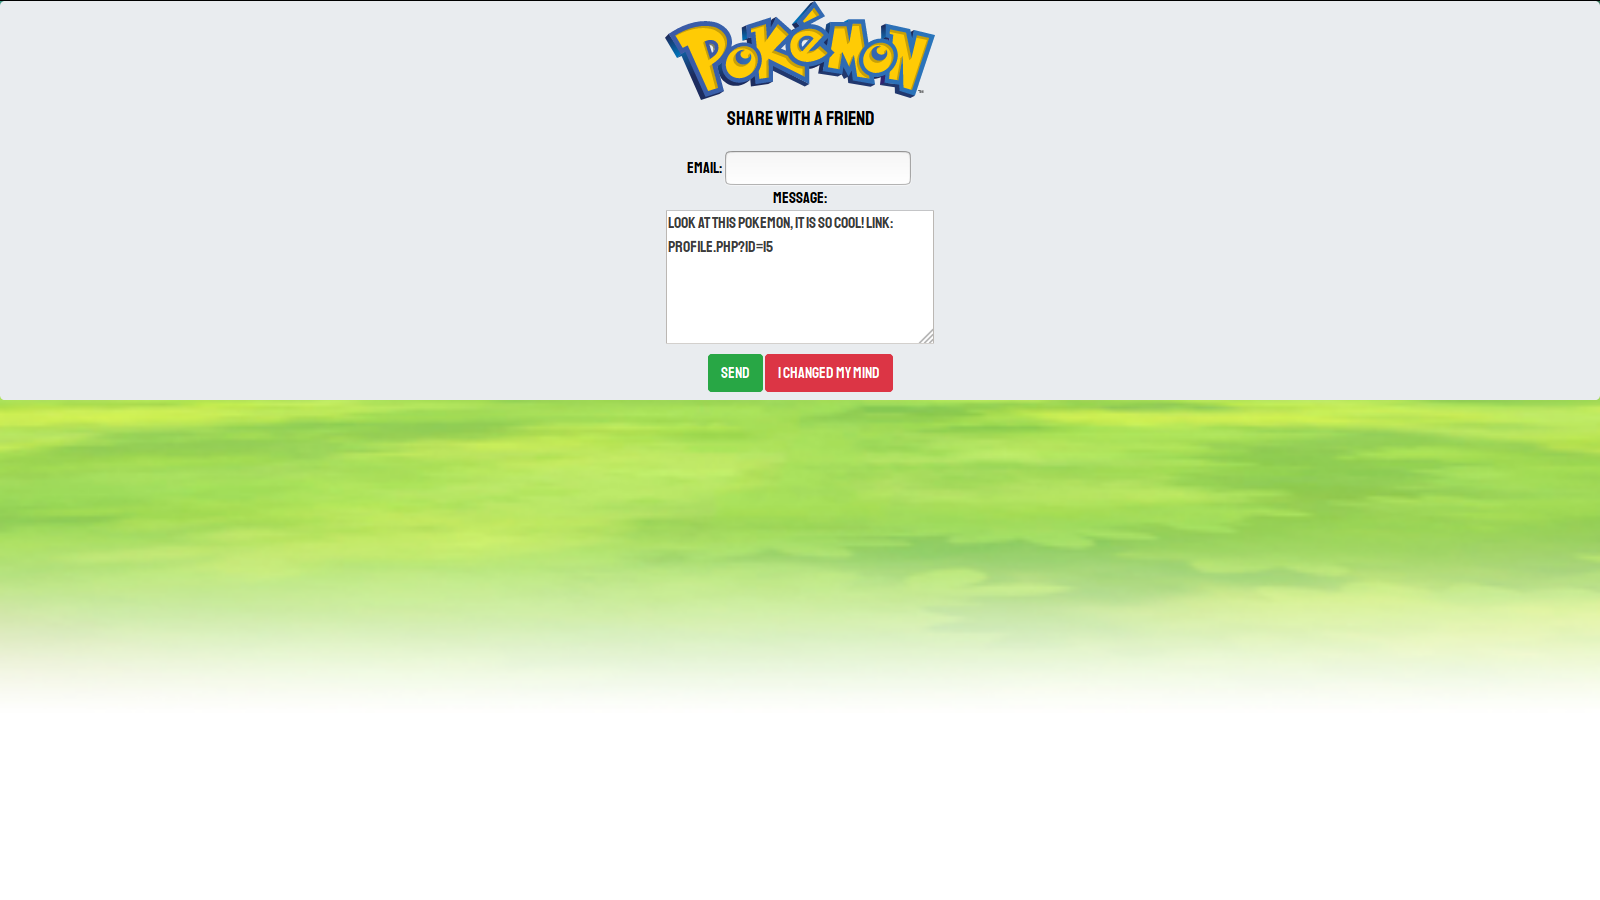 POKéMON
SHARE WITH A FRIEND
EMAIL:
MESSAGE:
LOOK AT THIS POKEMON, IT IS SO COOL! LINK:
PROFILE.PHP?ID=15
SEND
I CHANGED MY MIND